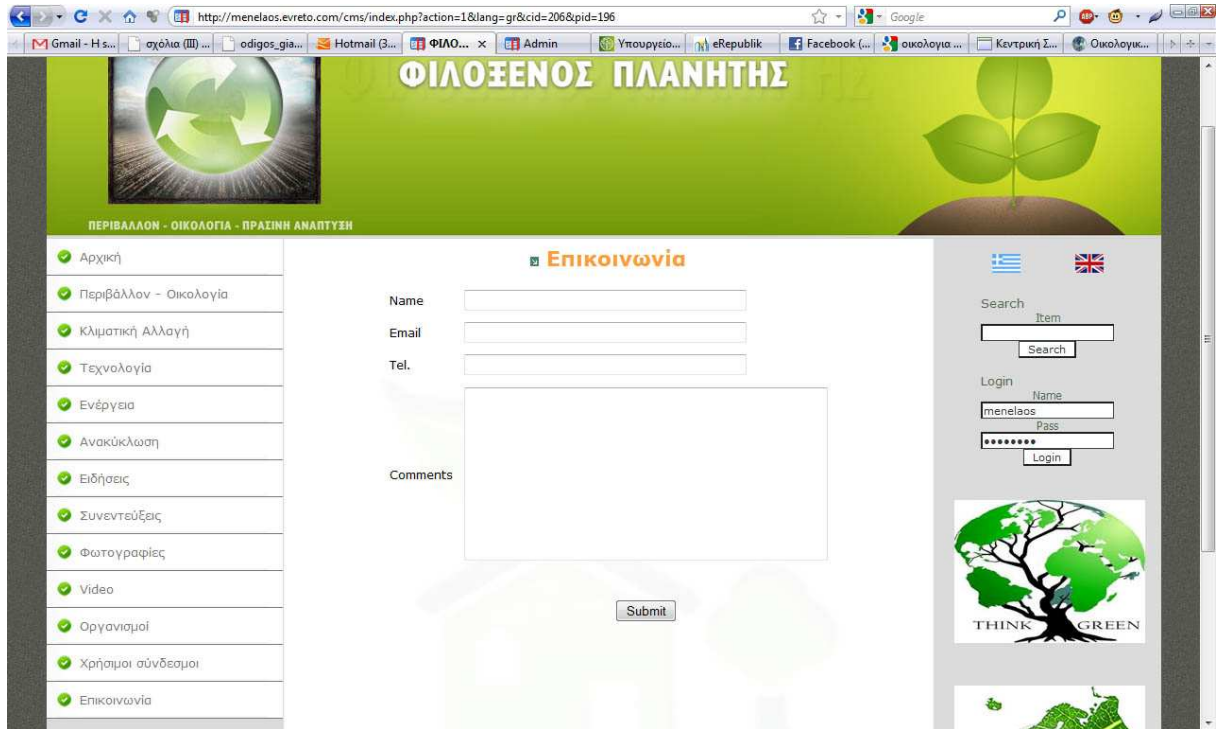 http://menelaos.evreto.com/cms/index.php?action=1&lang=gr&cid=206&pid=196
Google
Gmail - H s...
σχόλια (III) ...
odigos_gia...
Hotmail (3...
ΦΙΛΟ...
Admin
Υπουργείο...
eRepublik
Facebook (...
οικολογια ...
Κεντρική Σ...
Οικολογικ...
ΦΙΛΟΞΕΝΟΣ ΠΛΑΝΗΤΗΣ
ΠΕΡΙΒΑΛΛΟΝ - ΟΙΚΟΛΟΓΙΑ - ΠΡΑΣΙΝΗ ΑΝΑΠΤΥΞΗ
Αρχική
Περιβάλλον - Οικολογία
Κλιματική Αλλαγή
Τεχνολογία
Ενέργεια
Ανακύκλωση
Ειδήσεις
Συνεντεύξεις
Φωτογραφίες
Video
Οργανισμοί
Χρήσιμοι σύνδεσμοι
Επικοινωνία
Επικοινωνία
Name
Email
Tel.
Comments
Submit
Search
Item
Search
Login
Name
menelaos
Pass
Login
THINK GREEN